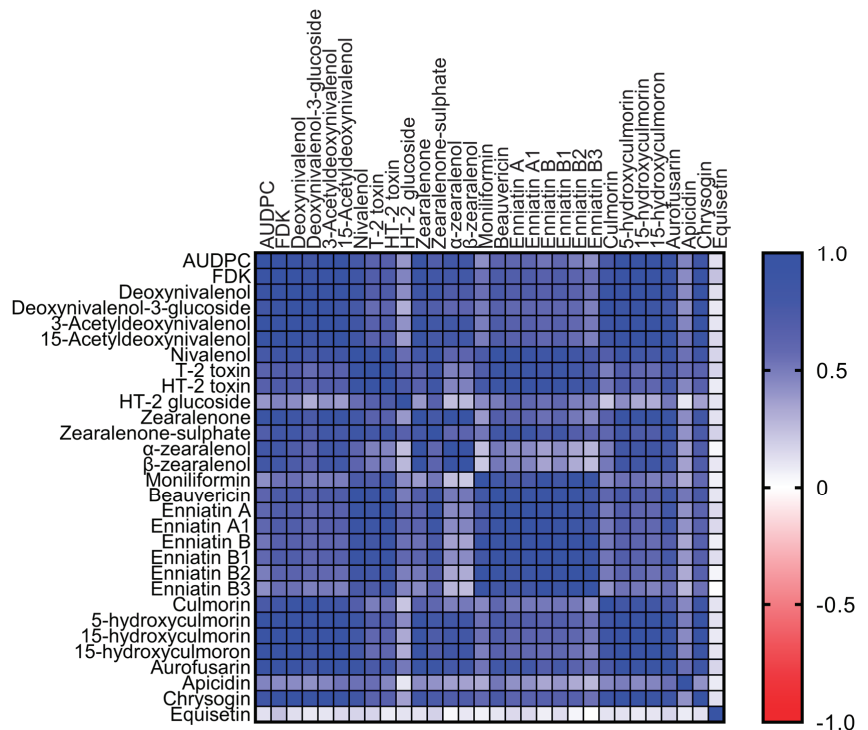 AUDPC
FDK
Deoxynivalenol
Deoxynivalenol-3-glucoside
3-Acetyldeoxynivalenol
15-Acetyldeoxynivalenol
Nivalenol
T-2 toxin
HT-2 toxin
HT-2 glucoside
Zearalenone
Zearalenone-sulphate
α-zearalenol
β-zearalenol
Moniliformin
Beauvericin
Enniatin A
Enniatin A1
Enniatin B
Enniatin B1
Enniatin B2
Enniatin B3
Culmorin
5-hydroxyculmorin
15-hydroxyculmorin
15-hydroxyculmoron
Aurofusarin
Apicidin
Chrysogin
Equisetin
AUDPC
FDK
Deoxynivalenol
Deoxynivalenol-3-glucoside
3-Acetyldeoxynivalenol
15-Acetyldeoxynivalenol
Nivalenol
T-2 toxin
HT-2 toxin
HT-2 glucoside
Zearalenone
Zearalenone-sulphate
α-zearalenol
β-zearalenol
Moniliformin
Beauvericin
Enniatin A
Enniatin A1
Enniatin B
Enniatin B1
Enniatin B2
Enniatin B3
Culmorin
5-hydroxyculmorin
15-hydroxyculmorin
15-hydroxyculmoron
Aurofusarin
Apicidin
Chrysogin
Equisetin
1.0
0.5
0
-0.5
-1.0